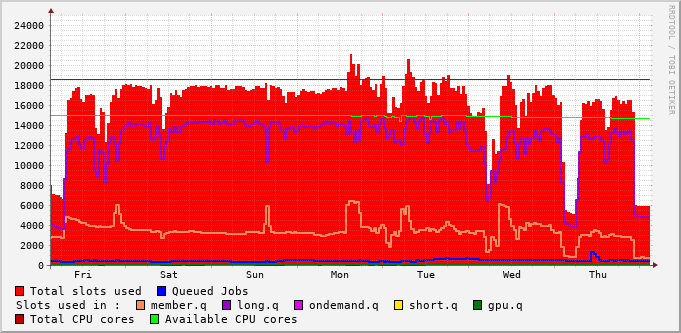 24000
22000
20000
18000
16000
14000
12000
10000
8000
6000
4000
2000
0
Fri Sat Sun Mon Tue Wed Thu
RRDTOOL / TOBI OETIKER
Total slots used Queued Jobs
Slots used in : member.q long.q ondemand.q short.q gpu.q
Total CPU cores Available CPU cores